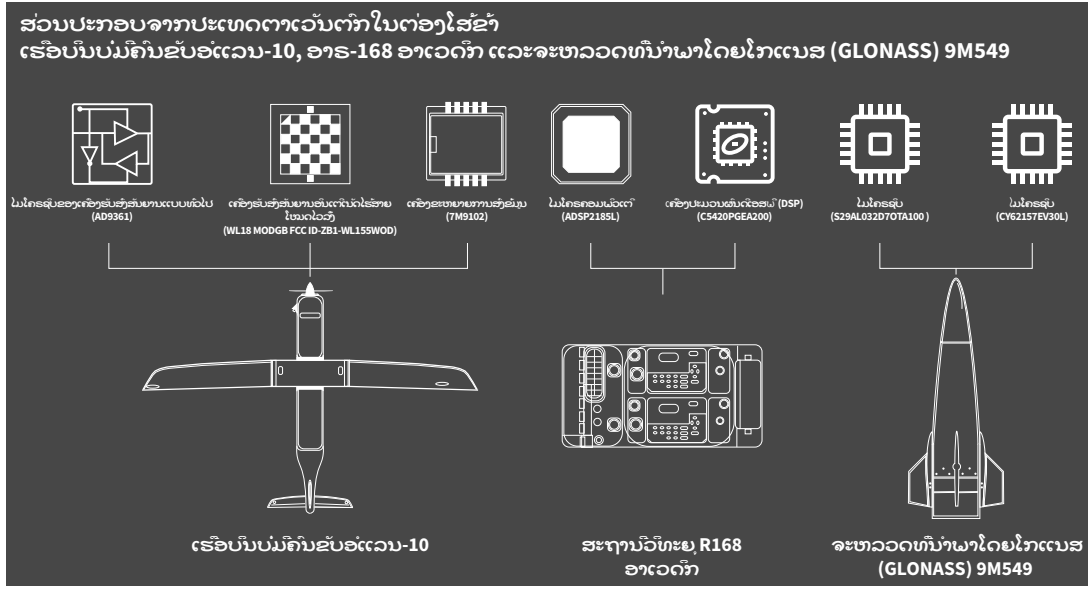 ສ່ວນປະກອບຈາກປະເທດຕາເວັນຕົກໃນຕ່ອງໂສ້ຂ້າ
ເຮືອບິນບໍ່ມີຄົນຂັບອໍແລນ-10, ອາຣ-168 ອາເວດິກ ແລະຈະຫລວດທີ່ນໍາພາໂດຍໂກແນສ (GLONASS) 9M549
ໄມໂຄຣຊິບຂອງເຄື່ອງຮັບສົ່ງສັນຍານແບບທົ່ວໄປ
(AD9361)
ເຄື່ອງຮັບສົ່ງສັນຍານອັນເຕີເນັດໄຮ້ສາຍ
ໂໝດໄວວັງ
(WL18 MODGB FCC ID-ZB1-WL155WOD)
ເຄື່ອງຂະຫຍາຍການສົ່ງຂໍ້ມູນ
(7M9102)
ໄມໂຄຣຄອມພິວເຕີ
(ADSP2185L)
ເຄື່ອງປະມວນຜົນດີອສພີ (DSP)
(C5420PGEA200)
ໄມໂຄຣຊິບ
(S29AL032D7OTA100 )
ໄມໂຄຣຊິບ
(CY62157EV30L)
ເຮືອບິນບໍ່ມີຄົນຂັບອໍແລນ-10
ສະຖານີວິທະຍຸ R168
ອາເວດິກ
ຈະຫລວດທີ່ນໍາພາໂດຍໂກແນສ
(GLONASS) 9M549